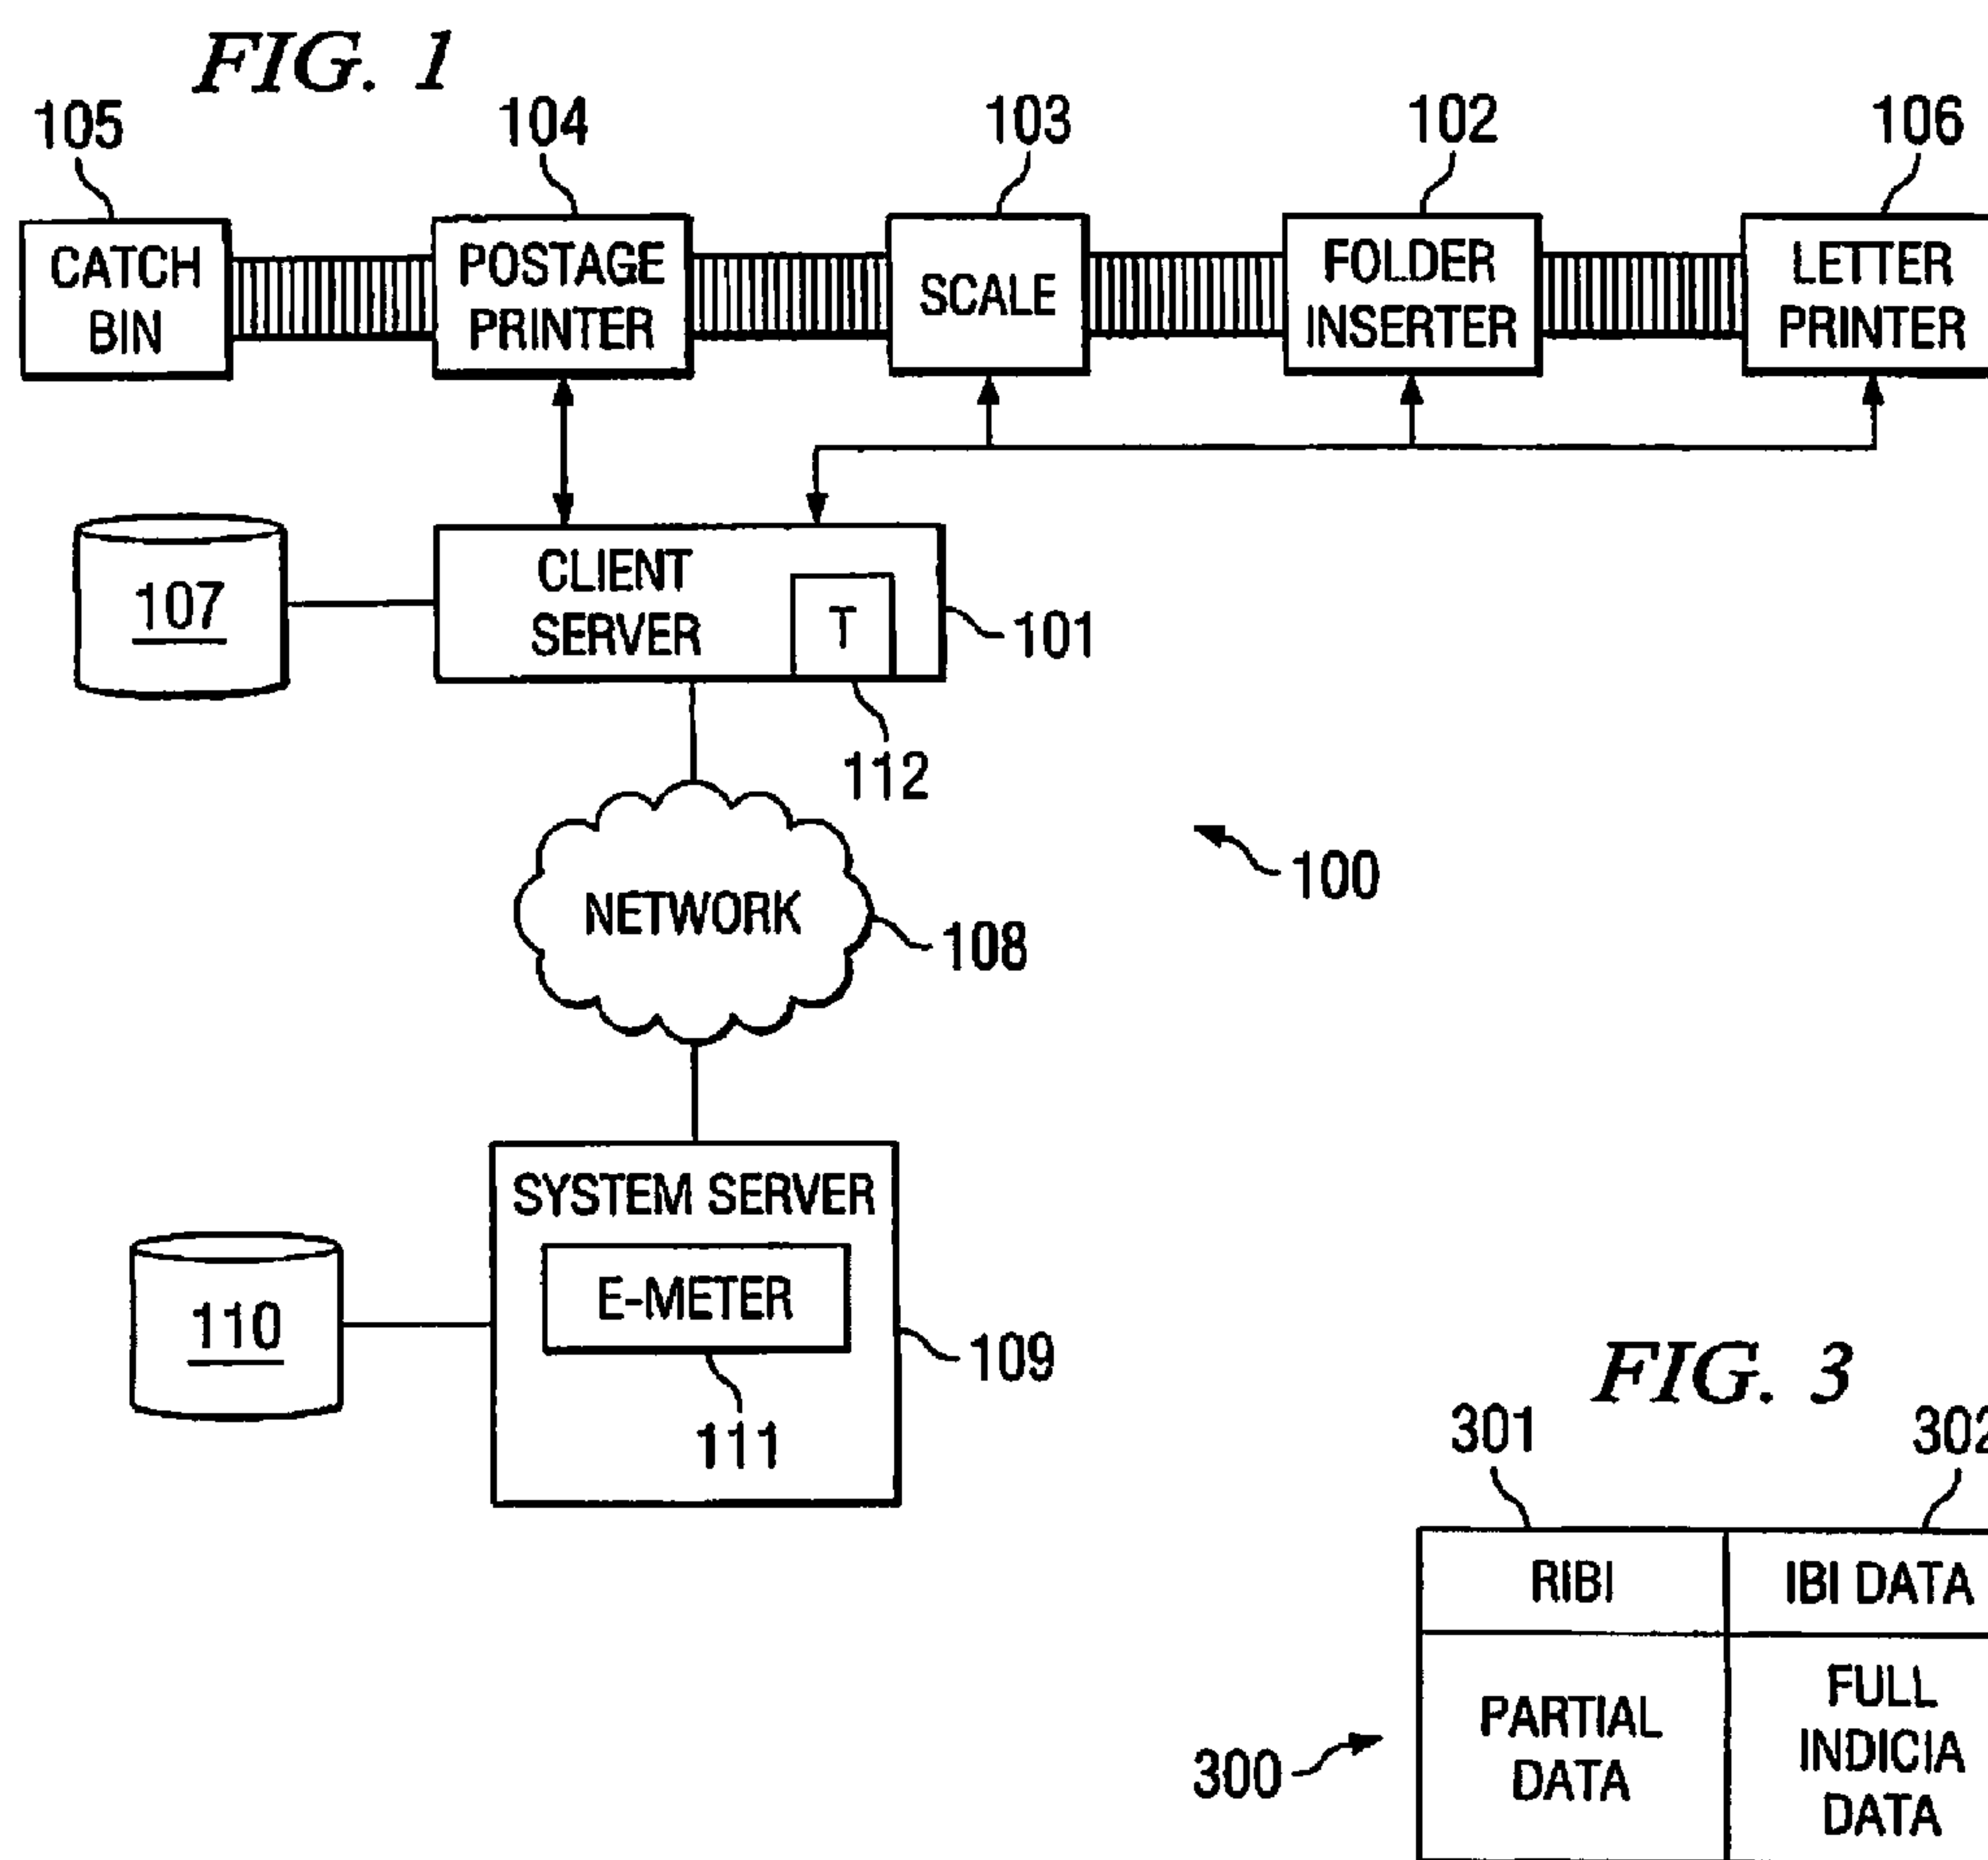 FIG. 1
105
104
103
102
106
CATCH
BIN
POSTAGE
PRINTER
SCALE
FOLDER
INSERTER
LETTER
PRINTER
107
CLIENT
SERVER
T
101
112
100
NETWORK
108
SYSTEM SERVER
E-METER
110
109
111
FIG. 3
301
302
RIBI
IBI DATA
PARTIAL
DATA
FULL
INDICIA
DATA
300